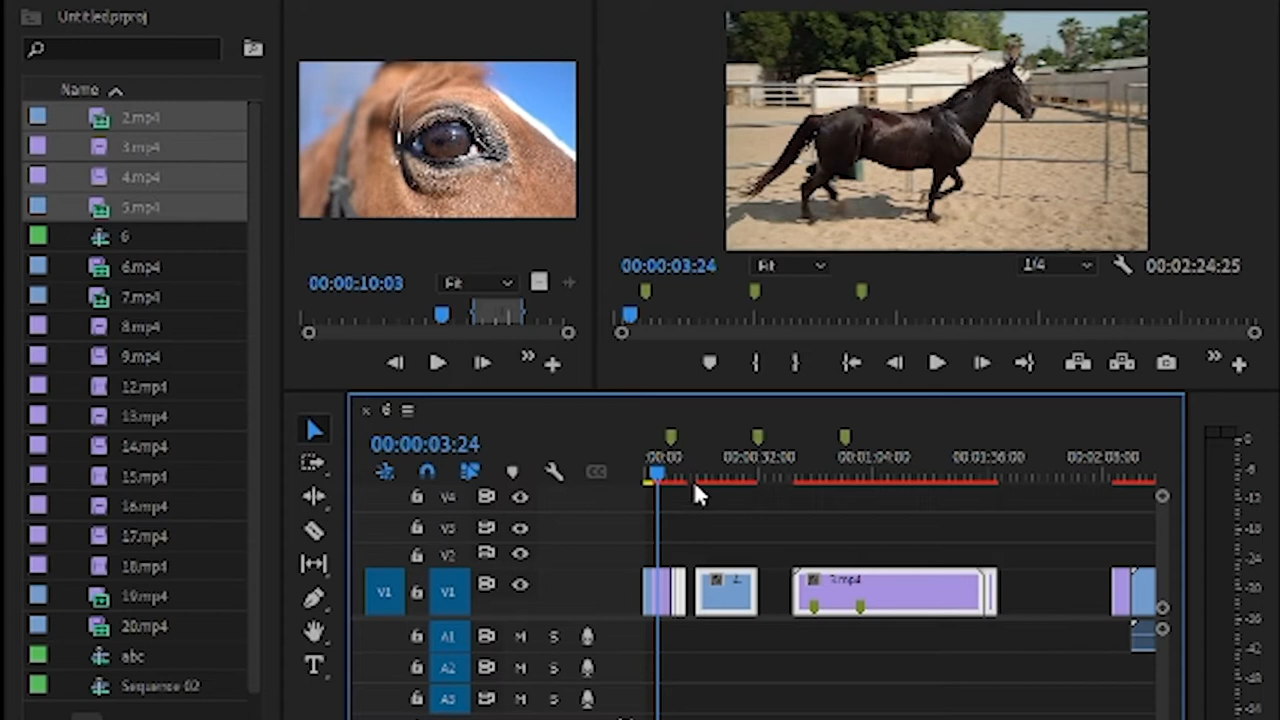 Untitled.prproj
Name
2.mp4
3.mp4
4.mp4
5.mp4
6
6.mp4
7.mp4
8.mp4
9.mp4
12.mp4
13.mp4
14.mp4
15.mp4
16.mp4
17.mp4
18.mp4
19.mp4
20.mp4
abc
Sequence 02
00:00:10:03
Fit
00:00:03:24
Fit
1/4
00:02:24:25
× 6
00:00:03:24
:00:00
00:00:32:00
00:01:04:00
00:01:36:00
00:02:08:00
V4
V3
V2
V1 V1
A1 M S
A2 M S
A3 M S
3.mp4
T